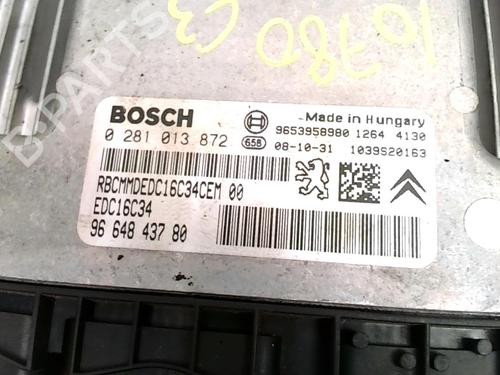 10780 C3
BOSCH
Made in Hungary
0 281 013 872
658
9653958980 1264 4130
08-10-31 1039S20163
RBCMMDEDC16C34CEM 00
EDC16C34
96 648 437 80